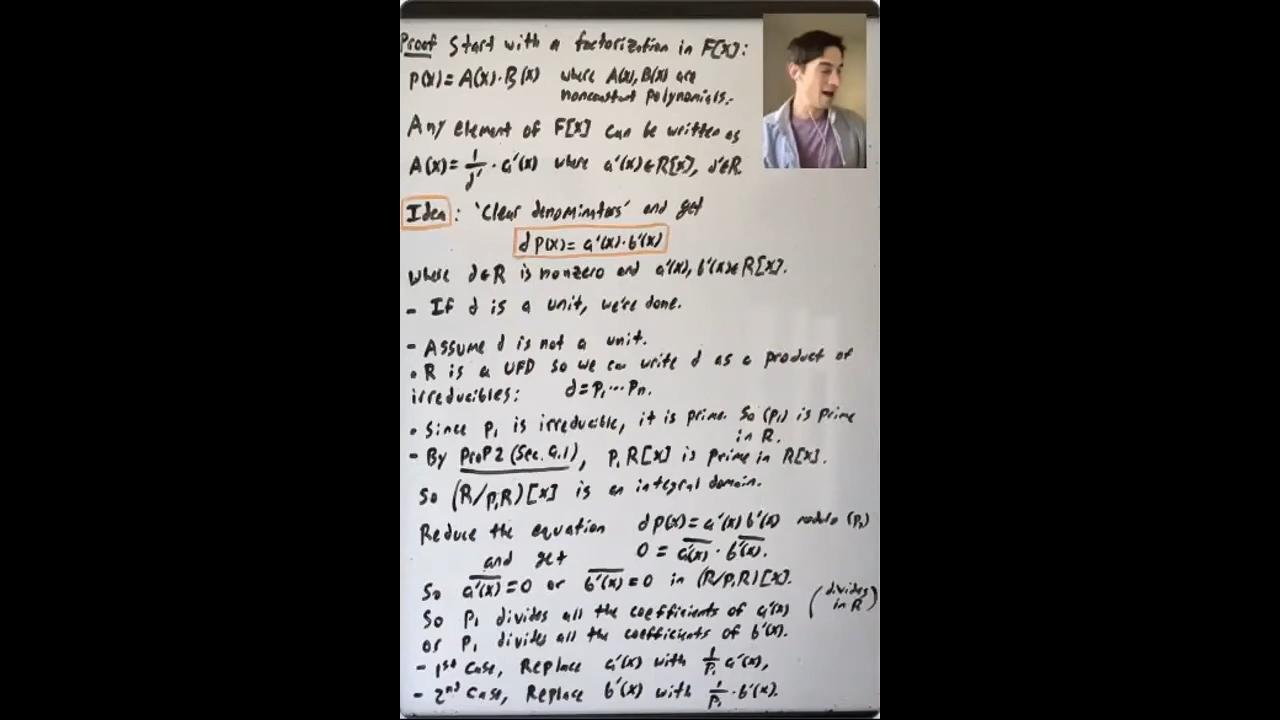 Proof Start with a factorization in F[x]:
p(x) = A(x)·B(x) where A(x), B(x) are
nonconstant polynomials.
Any element of F[x] can be written as
A(x) = 1/d' · a'(x) where a'(x) ∈ R[x], d' ∈ R.
Idea: 'Clear denominators' and get
d p(x) = a'(x)·b'(x)
where d ∈ R is nonzero and a'(x), b'(x) ∈ R[x].
- If d is a unit, we're done.
- Assume d is not a unit.
• R is a UFD so we can write d as a product of
irreducibles: d = p₁ ... pₙ.
• Since p₁ is irreducible, it is prime. So (p₁) is prime
in R.
- By Prop 2 (Sec. 9.1), p₁R[x] is prime in R[x].
So (R/p₁R)[x] is an integral domain.
Reduce the equation d p(x) = a'(x) b'(x) modulo (p₁)
and get 0 = \overline{a'(x)} · \overline{b'(x)}.
So \overline{a'(x)} = 0 or \overline{b'(x)} = 0 in (R/p₁R)[x].
So p₁ divides all the coefficients of a'(x) (divides
in R)
or p₁ divides all the coefficients of b'(x).
- 1st case, Replace a'(x) with 1/p₁ a'(x),
- 2nd case, Replace b'(x) with 1/p₁ · b'(x).